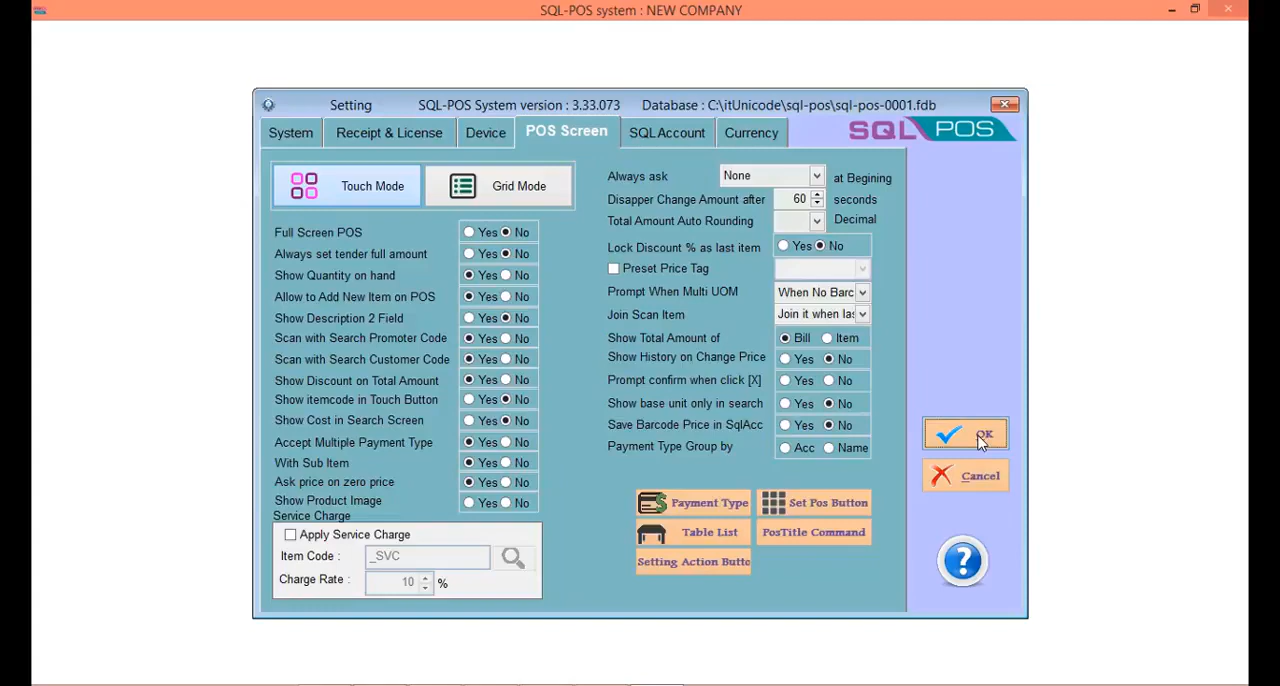 SQL-POS system : NEW COMPANY
Setting SQL-POS System version : 3.33.073 Database : C:\itUnicode\sql-pos\sql-pos-0001.fdb
System Receipt & License Device POS Screen SQL Account Currency SQL POS
Touch Mode Grid Mode
Full Screen POS Yes No
Always set tender full amount Yes No
Show Quantity on hand Yes No
Allow to Add New Item on POS Yes No
Show Description 2 Field Yes No
Scan with Search Promoter Code Yes No
Scan with Search Customer Code Yes No
Show Discount on Total Amount Yes No
Show itemcode in Touch Button Yes No
Show Cost in Search Screen Yes No
Accept Multiple Payment Type Yes No
With Sub Item Yes No
Ask price on zero price Yes No
Show Product Image Yes No
Service Charge
Apply Service Charge
Item Code : _SVC
Charge Rate : 10 %
Always ask None at Begining
Disapper Change Amount after 60 seconds
Total Amount Auto Rounding Decimal
Lock Discount % as last item Yes No
Preset Price Tag
Prompt When Multi UOM When No Barc
Join Scan Item Join it when las
Show Total Amount of Bill Item
Show History on Change Price Yes No
Prompt confirm when click [X] Yes No
Show base unit only in search Yes No
Save Barcode Price in SqlAcc Yes No
Payment Type Group by Acc Name
Payment Type Set Pos Button
Table List PosTitle Command
Setting Action Butto
OK
Cancel
?